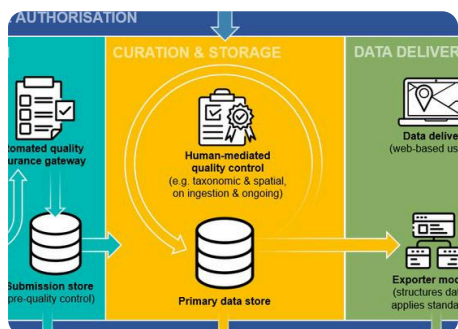 AUTHORISATION
CURATION & STORAGE
DATA DELIVER
tomated quality
urance gateway
Human-mediated
quality control
(e.g. taxonomic & spatial,
on ingestion & ongoing)
Data delive
(web-based us
Submission store
pre-quality control)
Primary data store
Exporter mod
(structures dat
applies standa